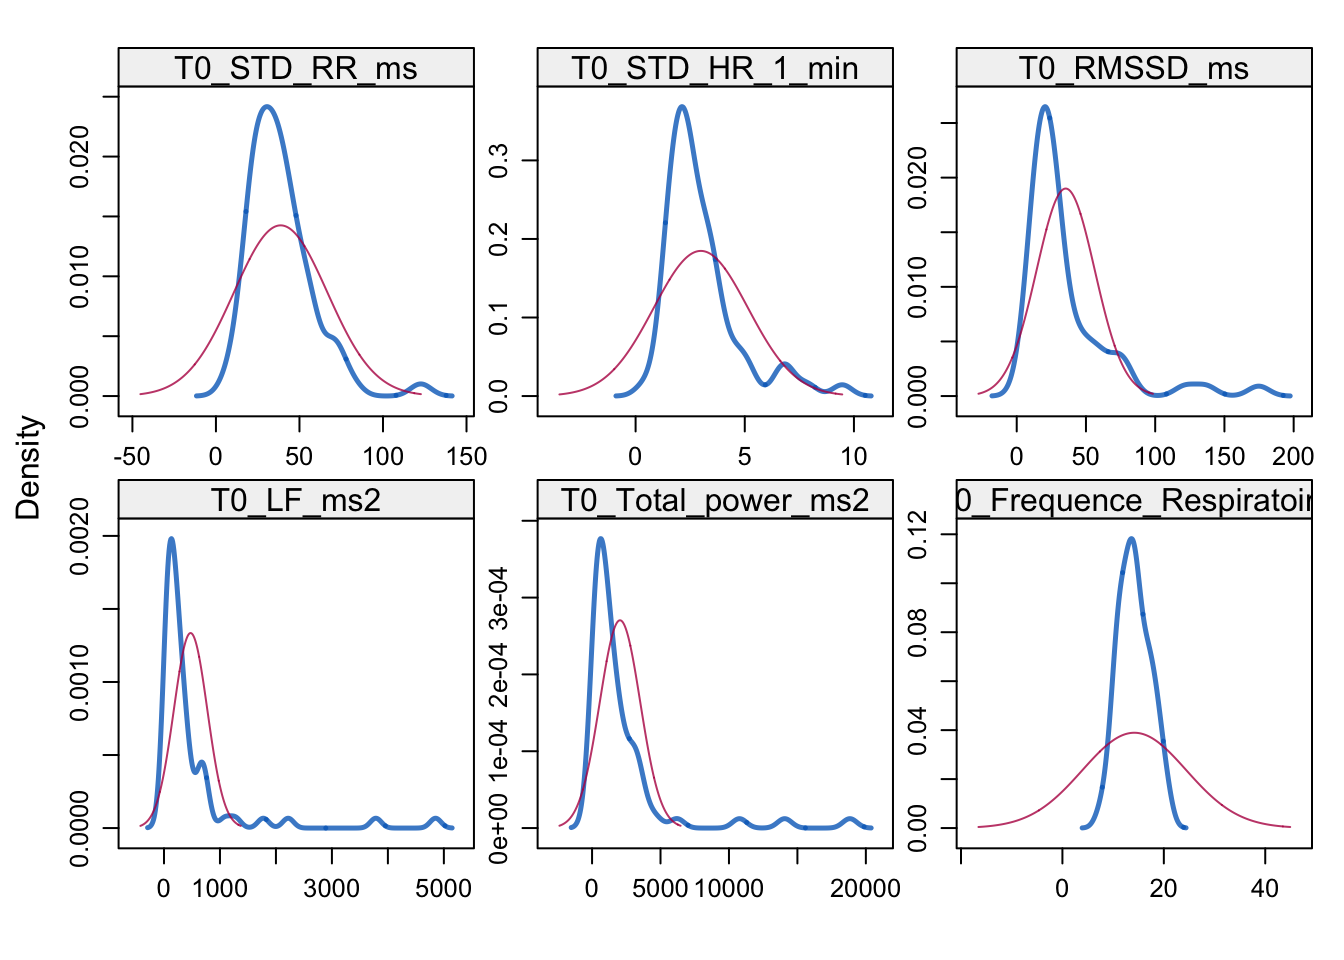 T0_STD_RR_ms
T0_STD_HR_1_min
T0_RMSSD_ms
0.000 0.010 0.020
0.0 0.1 0.2 0.3
0.000 0.010 0.020
-50 0 50 100 150
0 5 10
0 50 100 150 200
Density
T0_LF_ms2
T0_Total_power_ms2
0_Frequence_Respiratoir
0.0000 0.0010 0.0020
0e+00 1e-04 2e-04 3e-04
0.00 0.04 0.08 0.12
0 1000 3000 5000
0 5000 10000 20000
0 20 40